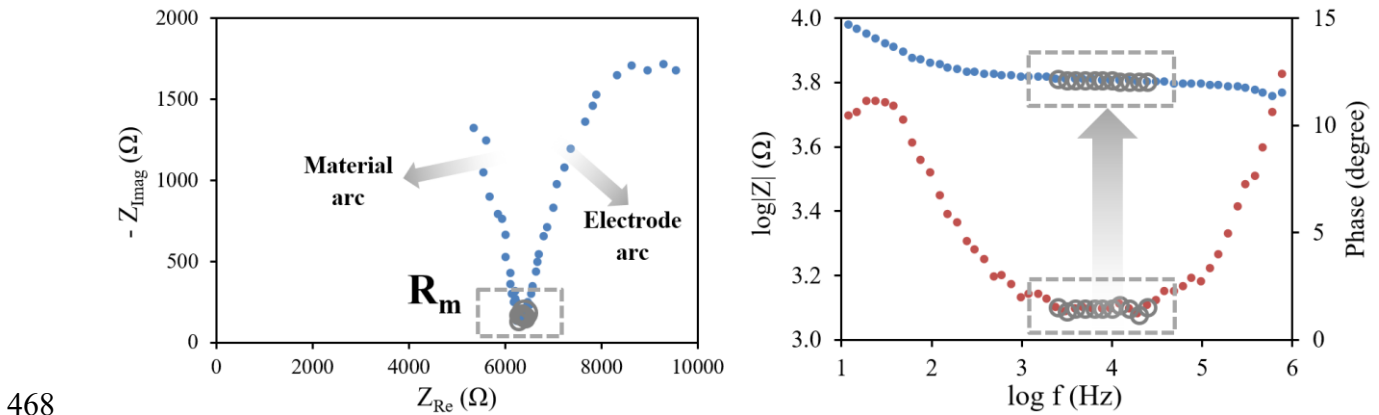 2000
1500
1000
500
0
- Z_Imag (Ω)
Material
arc
Electrode
arc
R_m
0 2000 4000 6000 8000 10000
Z_Re (Ω)
4.0
3.8
3.6
3.4
3.2
3.0
log|Z| (Ω)
15
10
5
0
Phase (degree)
1 2 3 4 5 6
log f (Hz)
468